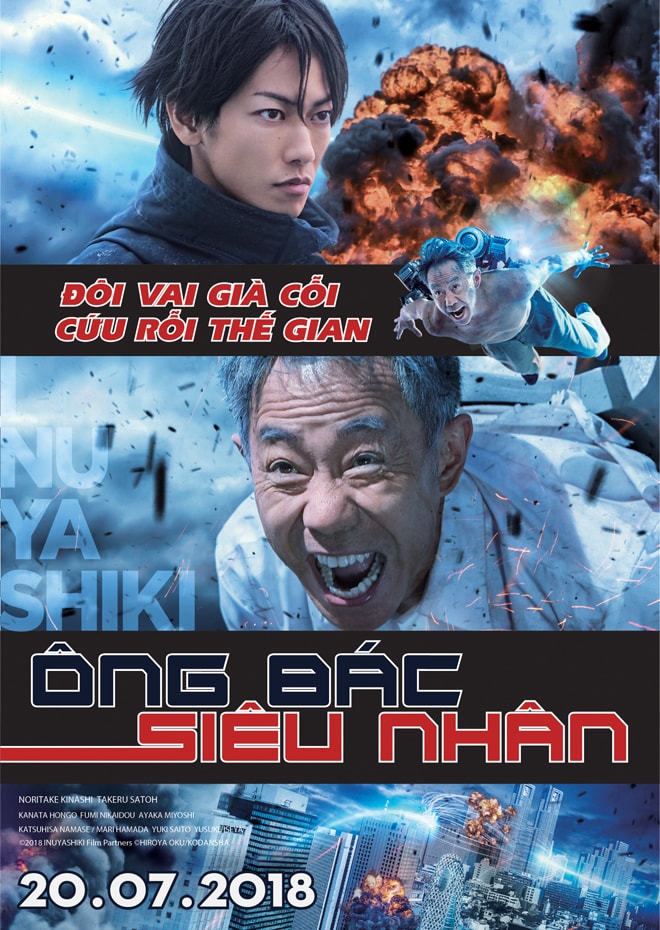 ĐÔI VAI GIÀ CỖI
CỨU RỖI THẾ GIAN
I
NU
YA
SHIKI
ÔNG BÁC
SIÊU NHÂN
NORITAKE KINASHI TAKERU SATOH
KANATA HONGO FUMI NIKAIDOU AYAKA MIYOSHI
KATSUHISA NAMASE / MARI HAMADA YUKI SAITO YUSUKE ISEYA
©2018 INUYASHIKI Film Partners ©HIROYA OKU/KODANSHA
20.07.2018